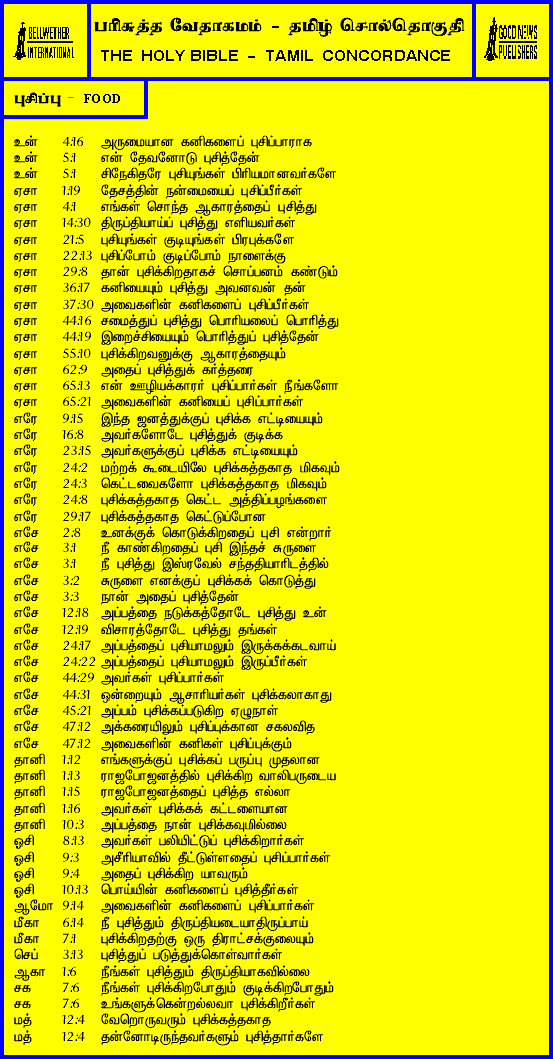 BELLWETHER
INTERNATIONAL
பரிசுத்த வேதாகமம் – தமிழ் சொல்தொகுதி
THE HOLY BIBLE – TAMIL CONCORDANCE
GOOD NEWS
PUBLISHERS
புசிப்பு – FOOD
உன் 4:16 அருமையான கனிகளைப் புசிப்பாராக
உன் 5:1 என் தேவனோடு புசித்தேன்
உன் 5:1 சிநேகிதரே புசியுங்கள் பிரியமானவர்களே
ஏசா 1:19 தேசத்தின் நன்மையைப் புசிப்பீர்கள்
ஏசா 4:1 எங்கள் சொந்த ஆகாரத்தைப் புசித்து
ஏசா 14:30 திருப்தியாய்ப் புசித்து எளியவர்கள்
ஏசா 21:5 புசியுங்கள் குடியுங்கள் பிரபுக்களே
ஏசா 22:13 புசிப்போம் குடிப்போம் நாளைக்கு
ஏசா 29:8 தான் புசிக்கிறதாகச் சொப்பனம் கண்டும்
ஏசா 36:17 கனியையும் புசித்து அவனவன் தன்
ஏசா 37:30 அவைகளின் கனிகளைப் புசிப்பீர்கள்
ஏசா 44:16 சமைத்துப் புசித்து பொரியலைப் பொரித்து
ஏசா 44:19 இறைச்சியையும் பொரித்துப் புசித்தேன்
ஏசா 55:10 புசிக்கிறவனுக்கு ஆகாரத்தையும்
ஏசா 62:9 அதைப் புசித்துக் கர்த்தரை
ஏசா 65:13 என் ஊழியக்காரர் புசிப்பார்கள் நீங்களோ
ஏசா 65:21 அவைகளின் கனியைப் புசிப்பார்கள்
எரே 9:15 இந்த ஜனத்துக்குப் புசிக்க எட்டியையும்
எரே 16:8 அவர்களோடே புசித்துக் குடிக்க
எரே 23:15 அவர்களுக்குப் புசிக்க எட்டியையும்
எரே 24:2 மற்றக் கூடையிலே புசிக்கத்தகாத மிகவும்
எரே 24:3 கெட்டவைகளோ புசிக்கத்தகாத மிகவும்
எரே 24:8 புசிக்கத்தகாத கெட்ட அத்திப்பழங்களை
எரே 29:17 புசிக்கத்தகாத கெட்டுப்போன
எசே 2:8 உனக்குக் கொடுக்கிறதைப் புசி என்றார்
எசே 3:1 நீ காண்கிறதைப் புசி இந்தச் சுருளை
எசே 3:1 நீ புசித்து இஸ்ரவேல் சந்ததியாரிடத்தில்
எசே 3:2 சுருளை எனக்குப் புசிக்கக் கொடுத்து
எசே 3:3 நான் அதைப் புசித்தேன்
எசே 12:18 அப்பத்தை நடுக்கத்தோடே புசித்து உன்
எசே 12:19 விசாரத்தோடே புசித்து தங்கள்
எசே 24:17 அப்பத்தைப் புசியாமலும் இருக்கக்கடவாய்
எசே 24:22 அப்பத்தைப் புசியாமலும் இருப்பீர்கள்
எசே 44:29 அவர்கள் புசிப்பார்கள்
எசே 44:31 ஒன்றையும் ஆசாரியர்கள் புசிக்கலாகாது
எசே 45:21 அப்பம் புசிக்கப்படுகிற ஏழுநாள்
எசே 47:12 அக்கரையிலும் புசிப்புக்கான சகலவித
எசே 47:12 அவைகளின் கனிகள் புசிப்புக்கும்
தானி 1:12 எங்களுக்குப் புசிக்கப் பருப்பு முதலான
தானி 1:13 ராஜபோஜனத்தில் புசிக்கிற வாலிபருடைய
தானி 1:15 ராஜபோஜனத்தைப் புசித்த எல்லா
தானி 1:16 அவர்கள் புசிக்கக் கட்டளையான
தானி 10:3 அப்பத்தை நான் புசிக்கவுமில்லை
ஓசி 8:13 அவர்கள் பலியிட்டுப் புசிக்கிறார்கள்
ஓசி 9:3 அசீரியாவில் தீட்டுள்ளதைப் புசிப்பார்கள்
ஓசி 9:4 அதைப் புசிக்கிற யாவரும்
ஓசி 10:13 பொய்யின் கனிகளைப் புசித்தீர்கள்
ஆமோ 9:14 அவைகளின் கனிகளைப் புசிப்பார்கள்
மீகா 6:14 நீ புசித்தும் திருப்தியடையாதிருப்பாய்
மீகா 7:1 புசிக்கிறதற்கு ஒரு திராட்சக்குலையும்
செப் 3:13 புசித்துப் படுத்துக்கொள்வார்கள்
ஆகா 1:6 நீங்கள் புசித்தும் திருப்தியாகவில்லை
சக 7:6 நீங்கள் புசிக்கிறபோதும் குடிக்கிறபோதும்
சக 7:6 உங்களுக்கென்றல்லவா புசிக்கிறீர்கள்
மத் 12:4 வேறொருவரும் புசிக்கத்தகாத
மத் 12:4 தன்னோடிருந்தவர்களும் புசித்தார்களே